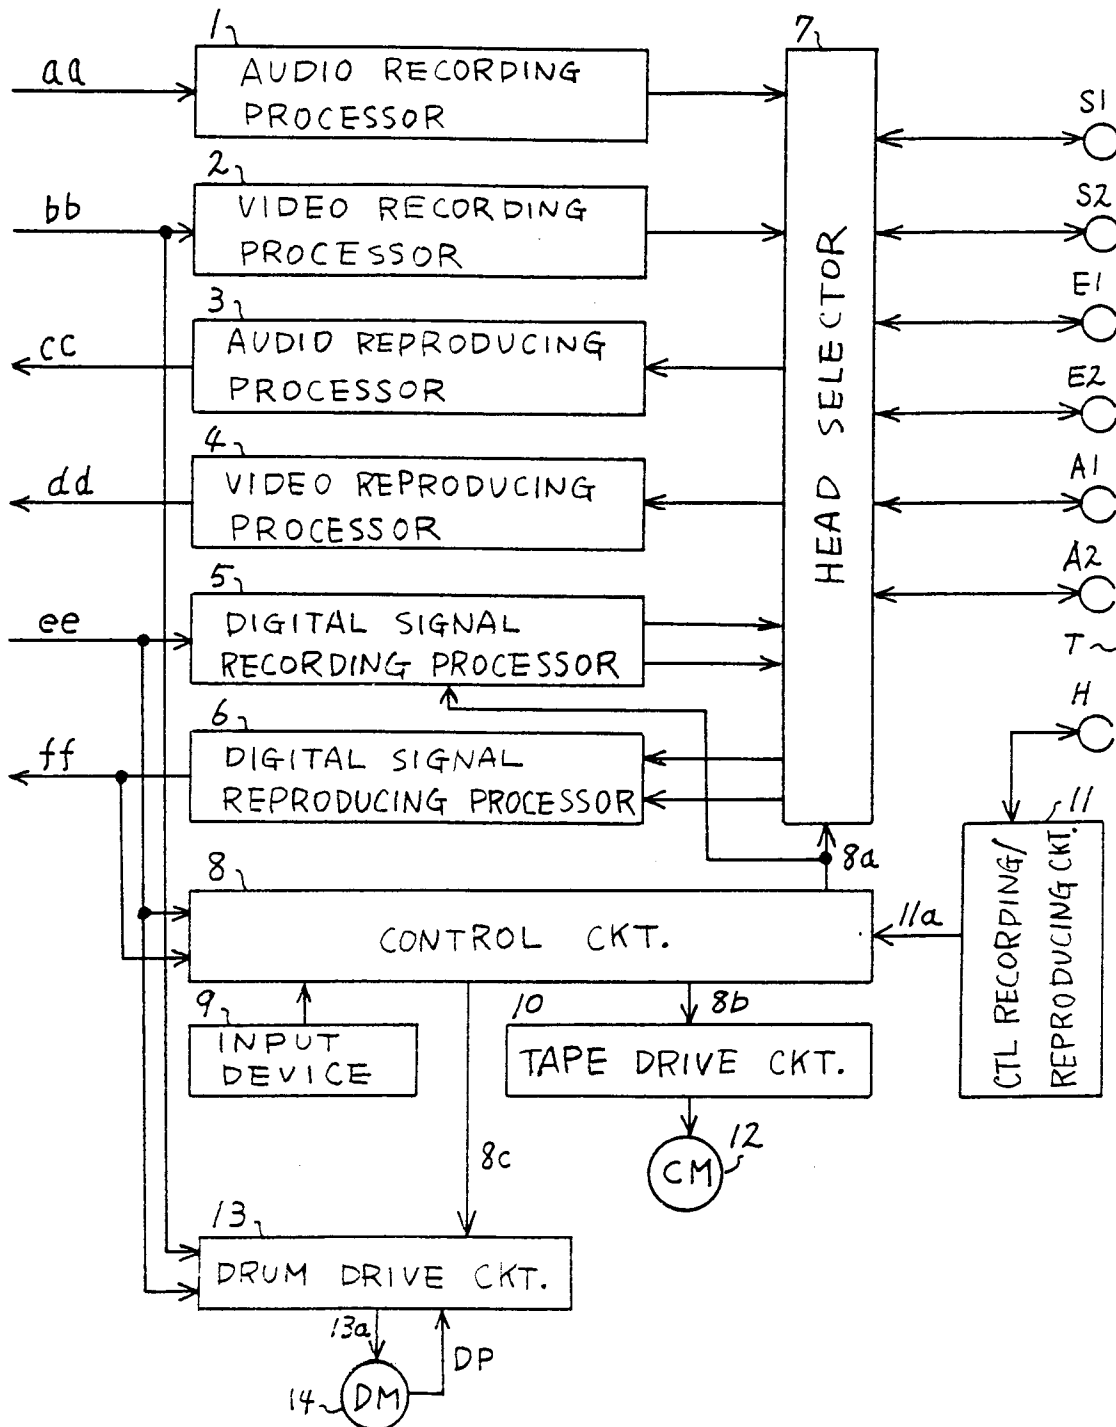 1
aa
AUDIO RECORDING
PROCESSOR
2
bb
VIDEO RECORDING
PROCESSOR
3
cc
AUDIO REPRODUCING
PROCESSOR
4
dd
VIDEO REPRODUCING
PROCESSOR
5
ee
DIGITAL SIGNAL
RECORDING PROCESSOR
6
ff
DIGITAL SIGNAL
REPRODUCING PROCESSOR
7
HEAD SELECTOR
S1
S2
E1
E2
A1
A2
T
H
8a
11
CTL RECORDING/
REPRODUCING CKT.
11a
8
CONTROL CKT.
9
INPUT
DEVICE
10
8b
TAPE DRIVE CKT.
12
CM
8c
13
DRUM DRIVE CKT.
13a
DP
14
DM